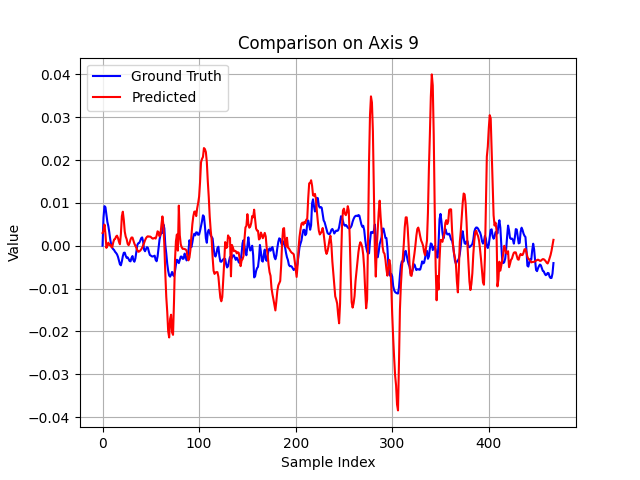 Comparison on Axis 9
Ground Truth
Predicted
Value
0.04
0.03
0.02
0.01
0.00
−0.01
−0.02
−0.03
−0.04
0
100
200
300
400
Sample Index